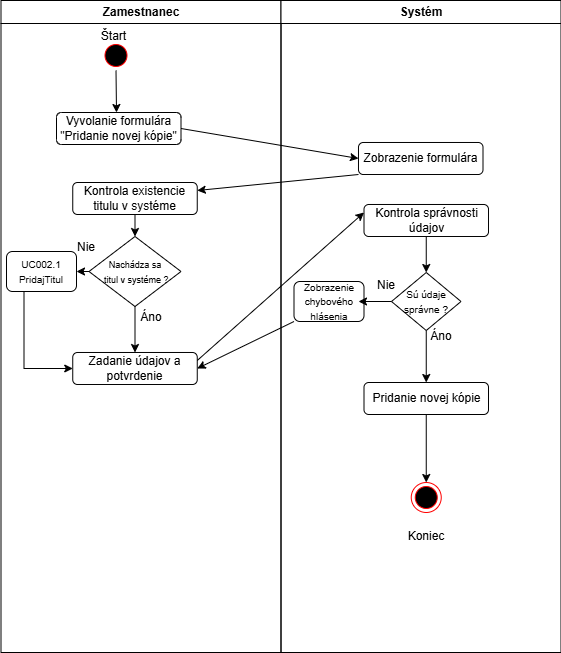 Zamestnanec
Systém
Štart
Vyvolanie formulára
"Pridanie novej kópie"
Zobrazenie formulára
Kontrola existencie
titulu v systéme
Kontrola správnosti
údajov
Nie
Nachádza sa
titul v systéme ?
UC002.1
PridajTitul
Áno
Nie
Zobrazenie
chybového
hlásenia
Sú údaje
správne ?
Áno
Zadanie údajov a
potvrdenie
Pridanie novej kópie
Koniec